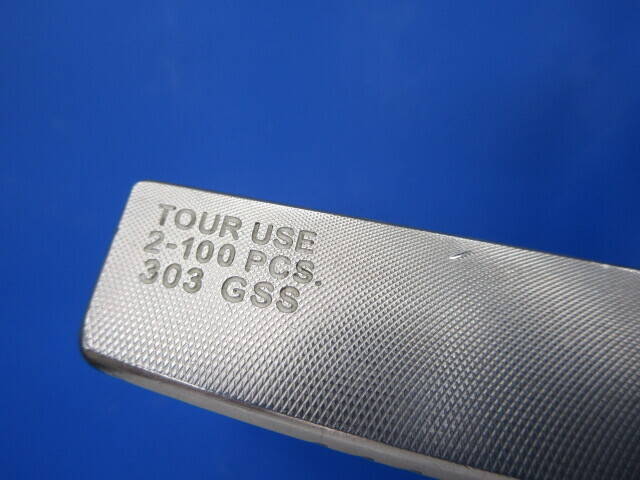 TOUR USE
2-100 PCS.
303 GSS